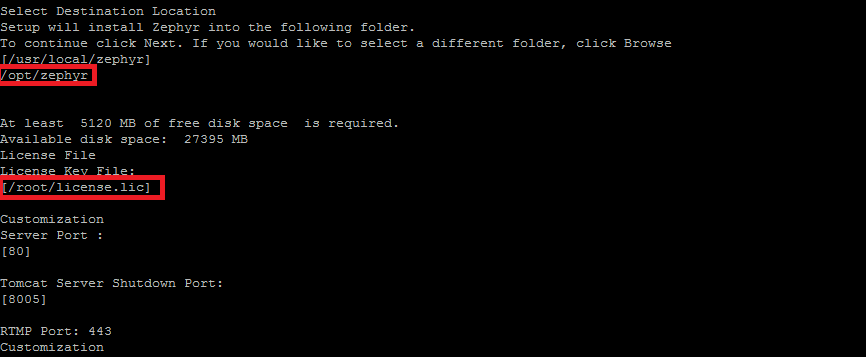 Select Destination Location
Setup will install Zephyr into the following folder.
To continue click Next. If you would like to select a different folder, click Browse
[/usr/local/zephyr]
/opt/zephyr
At least  5120 MB of free disk space  is required.
Available disk space:  27395 MB
License File
License Key File:
[/root/license.lic]
Customization
Server Port :
[80]
Tomcat Server Shutdown Port:
[8005]
RTMP Port: 443
Customization